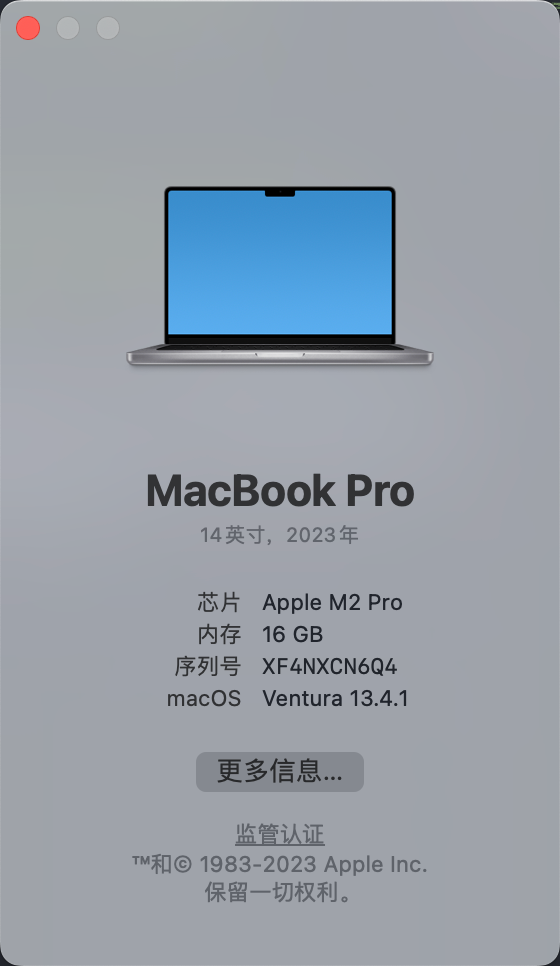 MacBook Pro
14英寸，2023年
芯片 Apple M2 Pro
内存 16 GB
序列号 XF4NXCN6Q4
macOS Ventura 13.4.1
更多信息...
监管认证
™和© 1983-2023 Apple Inc.
保留一切权利。